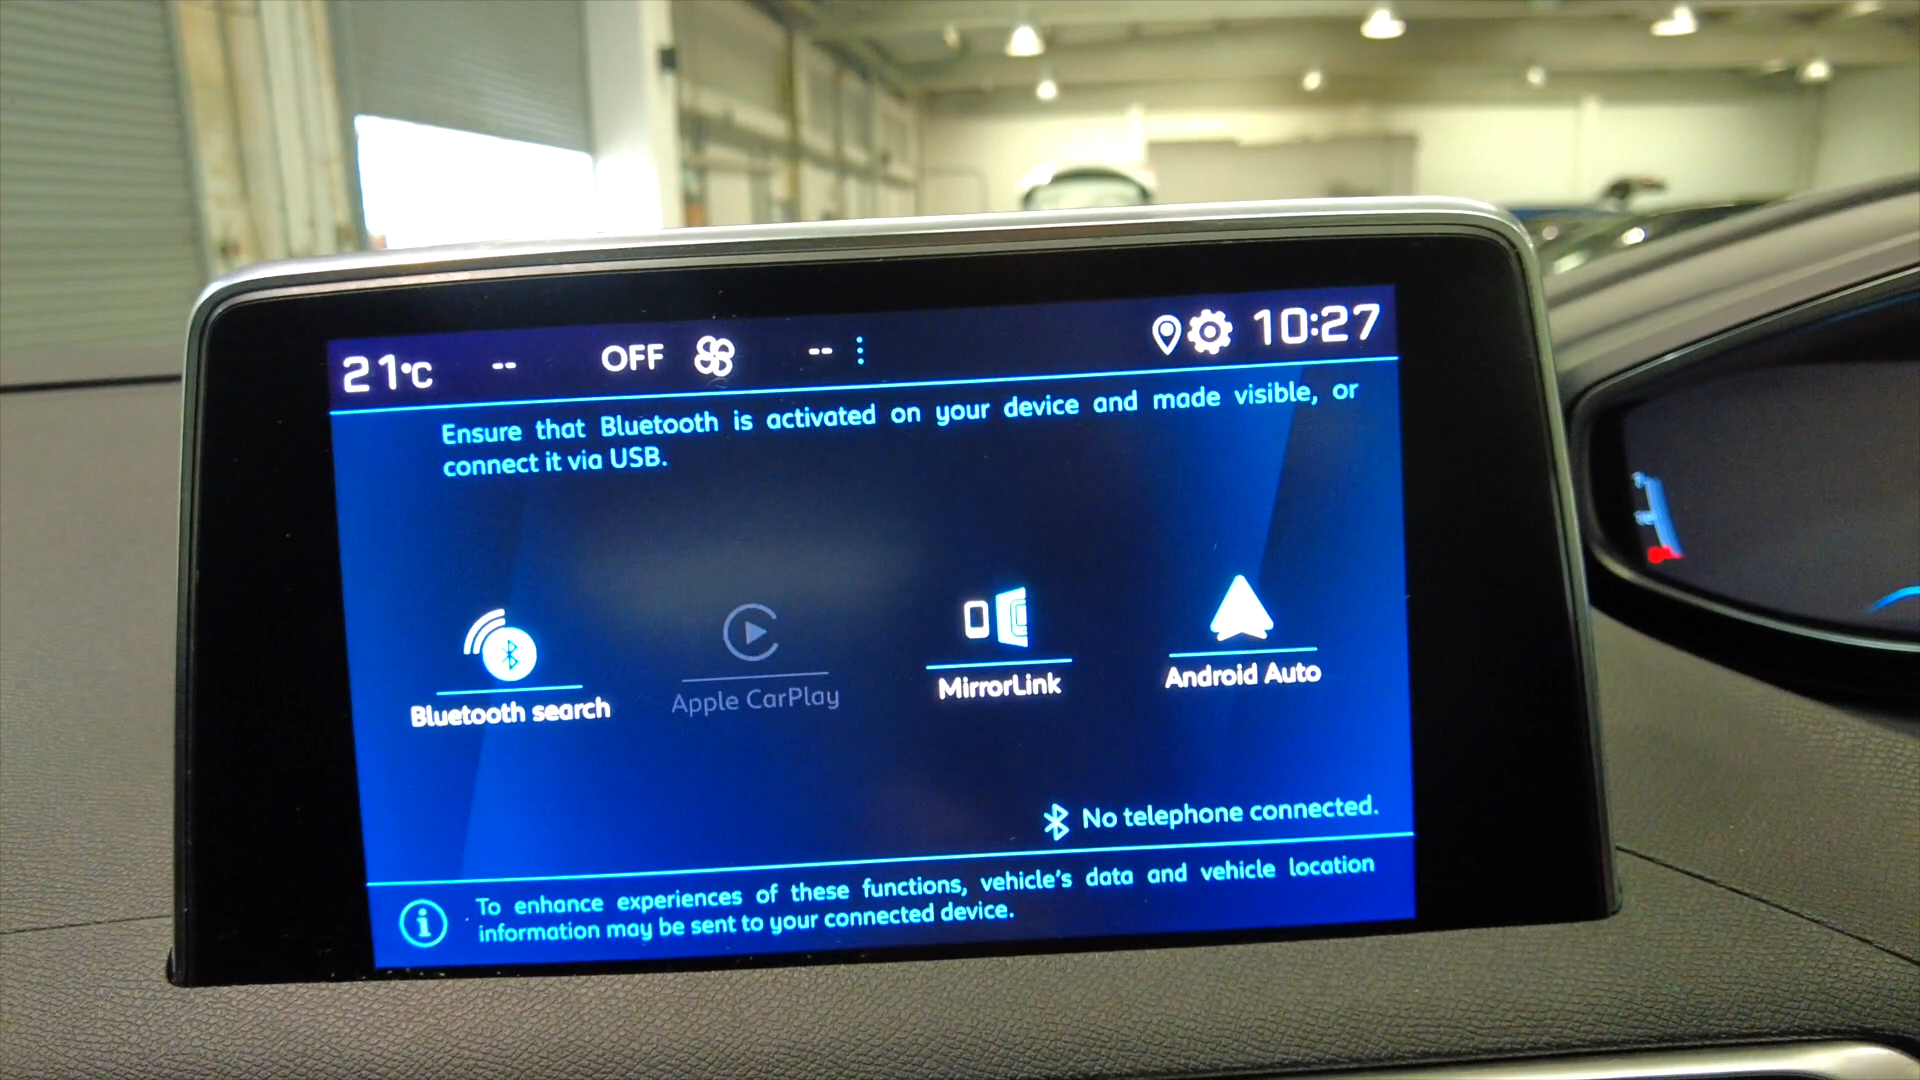 21°C -- OFF -- 10:27
Ensure that Bluetooth is activated on your device and made visible, or
connect it via USB.
Bluetooth search
Apple CarPlay
MirrorLink
Android Auto
No telephone connected.
To enhance experiences of these functions, vehicle's data and vehicle location
information may be sent to your connected device.